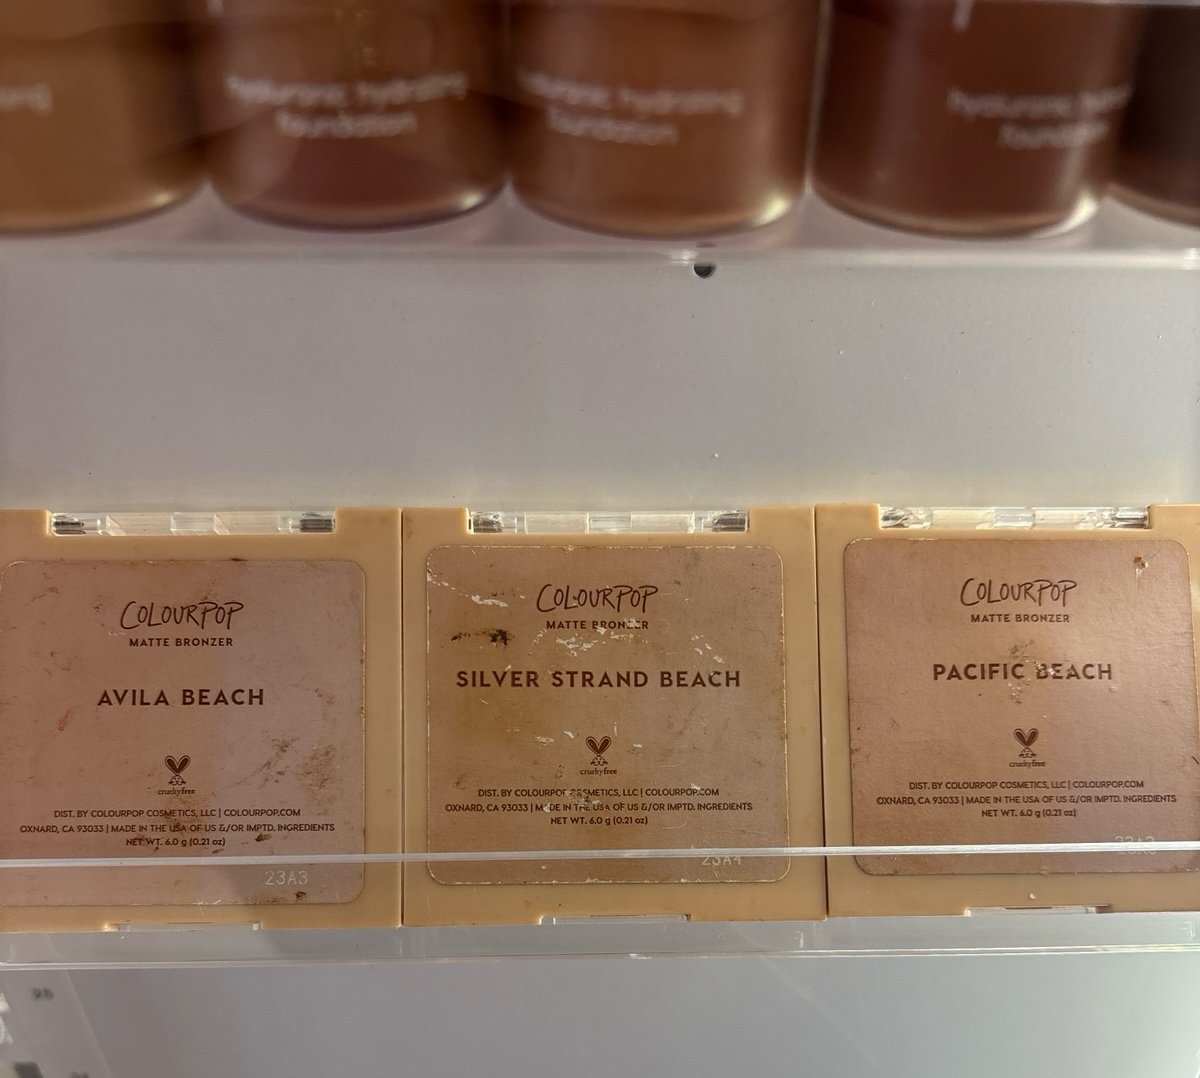 hyaluronic hydrating
foundation
hyaluronic hydrating
foundation
hyaluronic
foundation
COLOURPOP
MATTE BRONZER
AVILA BEACH
cruelty free
DIST. BY COLOURPOP COSMETICS, LLC | COLOURPOP.COM
OXNARD, CA 93033 | MADE IN THE USA OF US &/OR IMPTD. INGREDIENTS
NET WT. 6.0 g (0.21 oz)
23A3
COLOURPOP
MATTE BRONZER
SILVER STRAND BEACH
cruelty free
DIST. BY COLOURPOP COSMETICS, LLC | COLOURPOP.COM
OXNARD, CA 93033 | MADE IN THE USA OF US &/OR IMPTD. INGREDIENTS
NET WT. 6.0 g (0.21 oz)
23A4
COLOURPOP
MATTE BRONZER
PACIFIC BEACH
cruelty free
DIST. BY COLOURPOP COSMETICS, LLC | COLOURPOP.COM
OXNARD, CA 93033 | MADE IN THE USA OF US &/OR IMPTD. INGREDIENTS
NET WT. 6.0 g (0.21 oz)